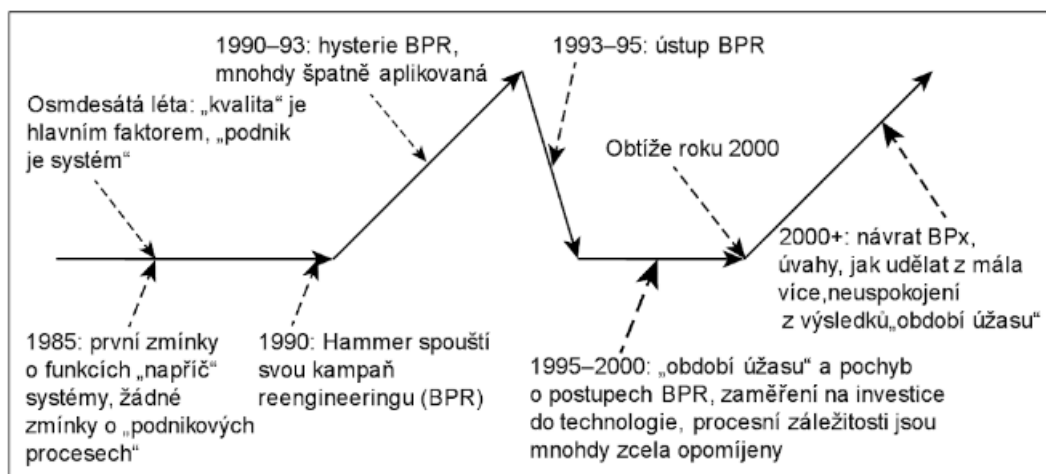 1990–93: hysterie BPR,
mnohdy špatně aplikovaná
1993–95: ústup BPR
Osmdesátá léta: „kvalita“ je
hlavním faktorem, „podnik
je systém“
Obtíže roku 2000
2000+: návrat BPx,
úvahy, jak udělat z mála
více,neuspokojení
z výsledků„období úžasu“
1985: první zmínky
o funkcích „napříč“
systémy, žádné
zmínky o „podnikových
procesech“
1990: Hammer spouští
svou kampaň
reengineeringu (BPR)
1995–2000: „období úžasu“ a pochyb
o postupech BPR, zaměření na investice
do technologie, procesní záležitosti jsou
mnohdy zcela opomíjeny